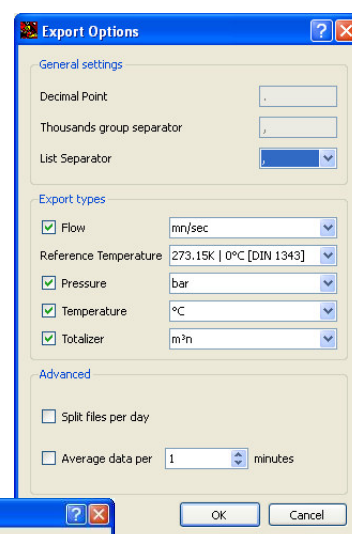 Export Options
General settings
Decimal Point .
Thousands group separator ,
List Separator ,
Export types
Flow mn/sec
Reference Temperature 273.15K | 0°C [DIN 1343]
Pressure bar
Temperature °C
Totalizer m³n
Advanced
Split files per day
Average data per 1 minutes
OK Cancel